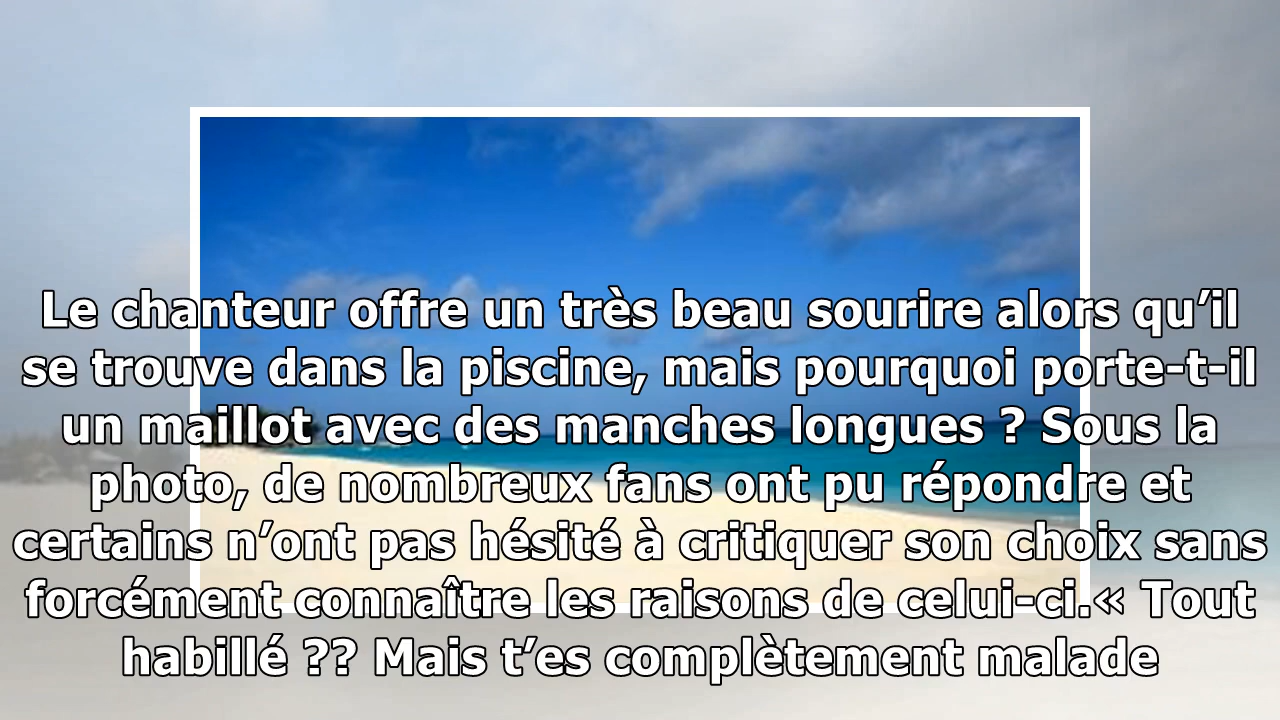 Le chanteur offre un très beau sourire alors qu’il
se trouve dans la piscine, mais pourquoi porte-t-il
un maillot avec des manches longues ? Sous la
photo, de nombreux fans ont pu répondre et
certains n’ont pas hésité à critiquer son choix sans
forcément connaître les raisons de celui-ci.« Tout
habillé ?? Mais t’es complètement malade